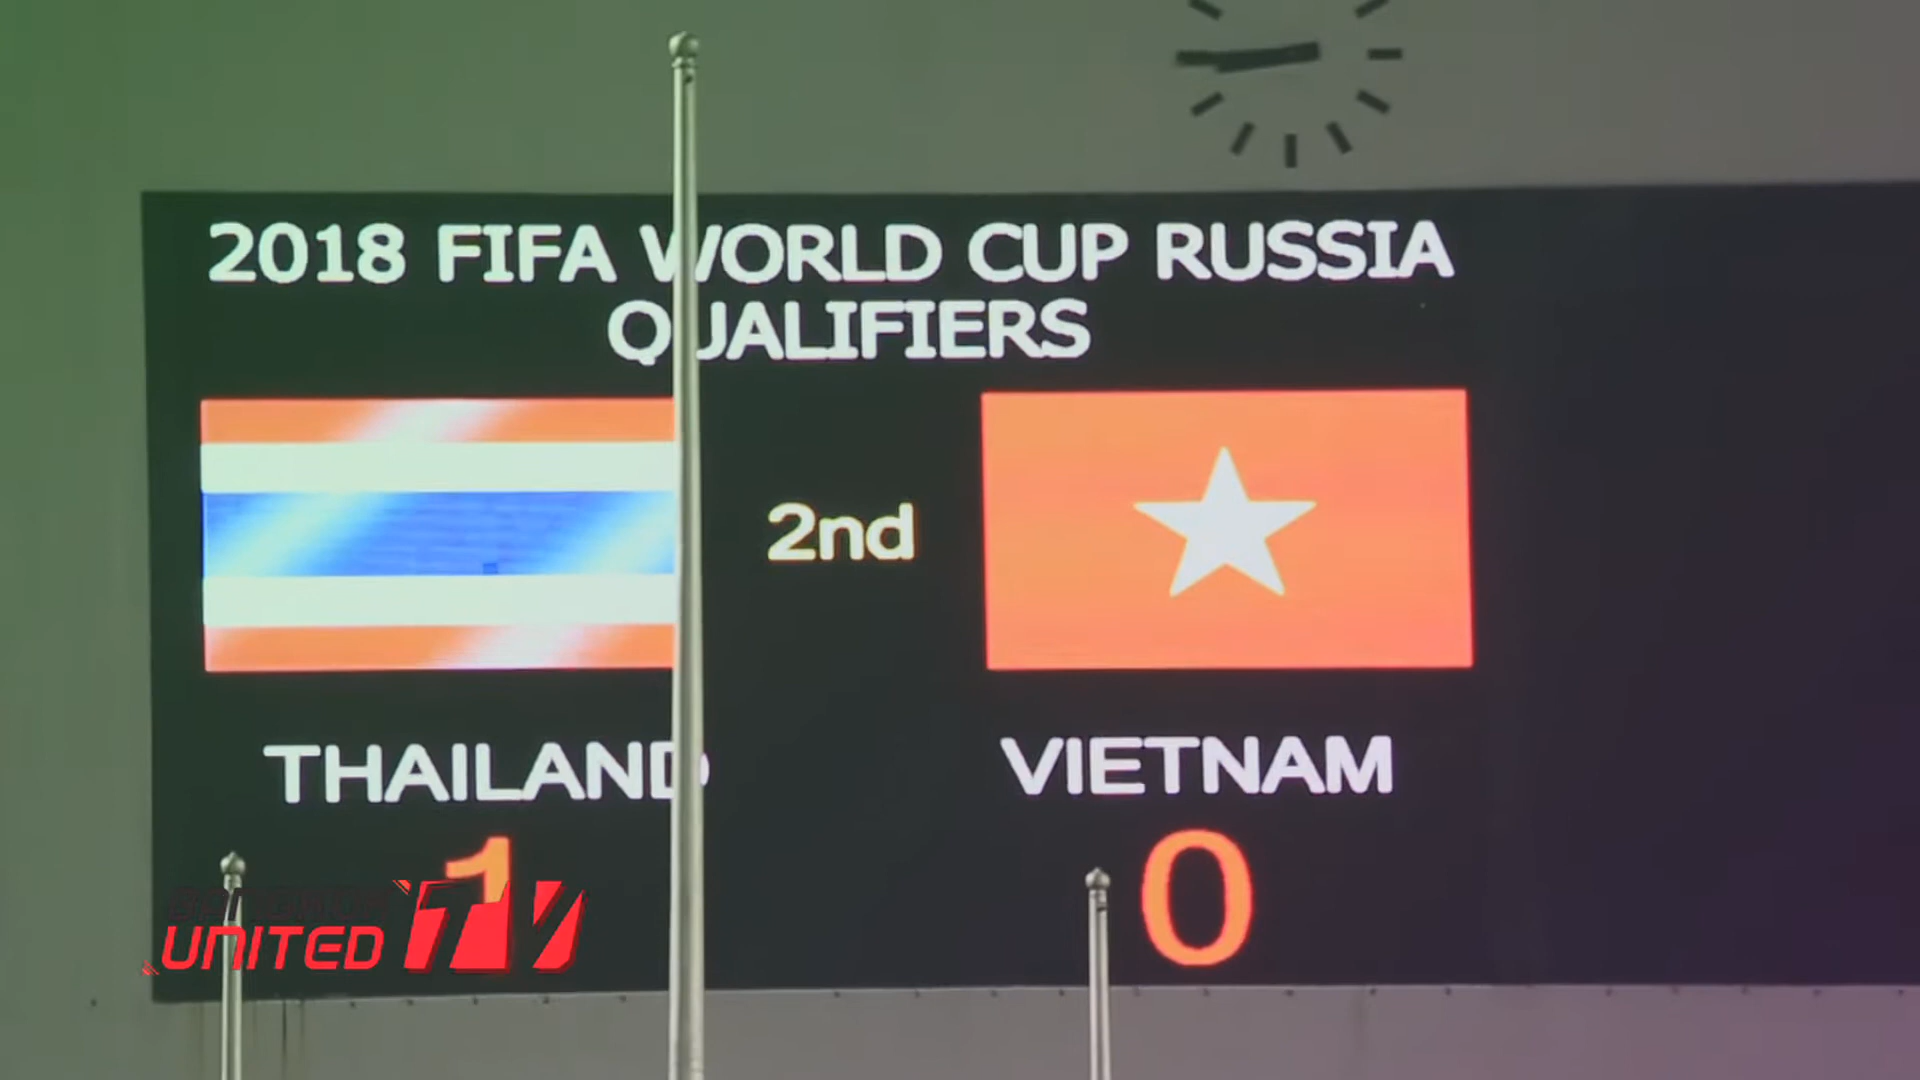 2018 FIFA WORLD CUP RUSSIA
QUALIFIERS
2nd
THAILAND
VIETNAM
1
0
UNITED TV